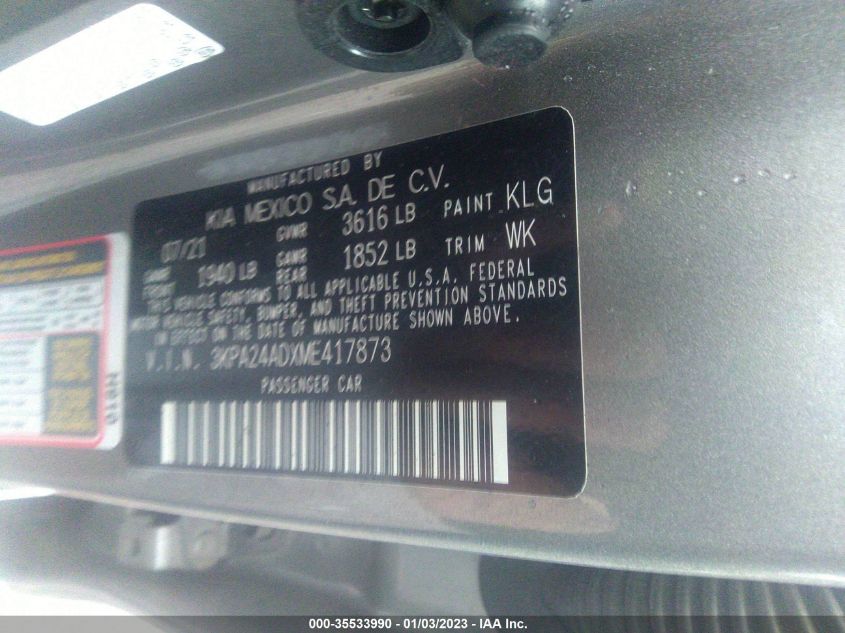 MANUFACTURED BY
KIA MEXICO S.A. DE C.V.
07/21 GVWR 3616 LB PAINT KLG
GAWR FRONT 1940 LB GAWR REAR 1852 LB TRIM WK
THIS VEHICLE CONFORMS TO ALL APPLICABLE U.S.A. FEDERAL
MOTOR VEHICLE SAFETY, BUMPER, AND THEFT PREVENTION STANDARDS
IN EFFECT ON THE DATE OF MANUFACTURE SHOWN ABOVE.
V.I.N. 3KPA24ADXME417873
PASSENGER CAR
000-35533990 — 01/03/2023 — IAA Inc.